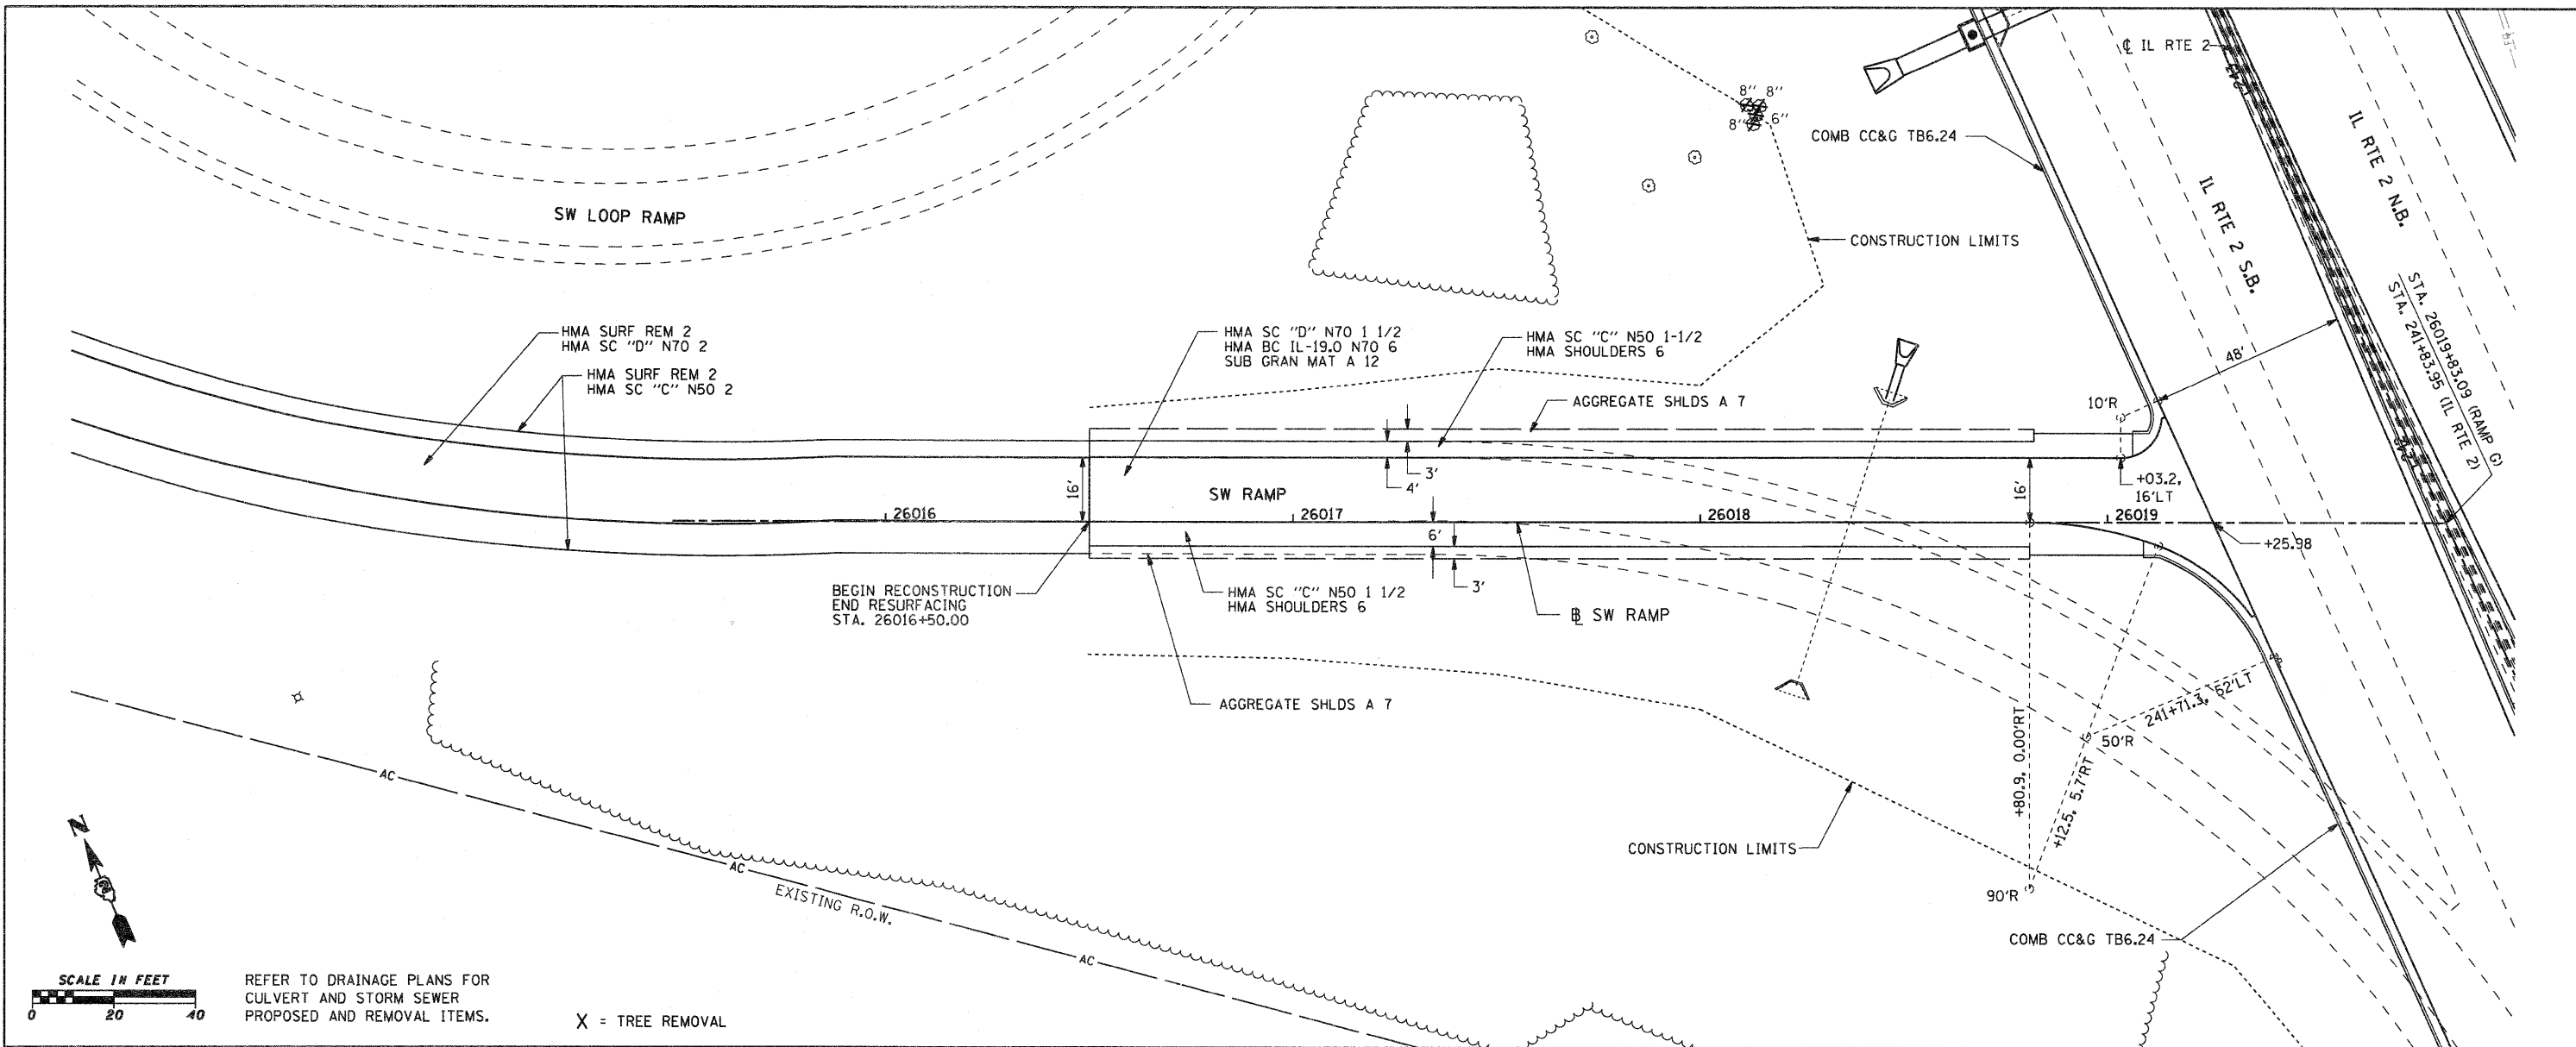 ℄ IL RTE 2
8" 8"
8" 6"
COMB CC&G TB6.24
IL RTE 2 N.B.
IL RTE 2 S.B.
SW LOOP RAMP
CONSTRUCTION LIMITS
STA. 26019+83.09 (RAMP G)
STA. 241+83.95 (IL RTE 2)
HMA SURF REM 2
HMA SC "D" N70 2
HMA SURF REM 2
HMA SC "C" N50 2
HMA SC "D" N70 1 1/2
HMA BC IL-19.0 N70 6
SUB GRAN MAT A 12
HMA SC "C" N50 1-1/2
HMA SHOULDERS 6
48'
AGGREGATE SHLDS A 7
10'R
3'
4'
16'
SW RAMP
16'
+03.2,
16'LT
26016
26017
26018
26019
6'
+25.98
3'
BEGIN RECONSTRUCTION
END RESURFACING
STA. 26016+50.00
HMA SC "C" N50 1 1/2
HMA SHOULDERS 6
B̲L SW RAMP
AGGREGATE SHLDS A 7
241+71.3, 52'LT
50'R
+80.9, 0.00'RT
+12.5, 5.7'RT
AC
N
CONSTRUCTION LIMITS
AC
EXISTING R.O.W.
90'R
COMB CC&G TB6.24
AC
SCALE IN FEET
0 20 40
REFER TO DRAINAGE PLANS FOR
CULVERT AND STORM SEWER
PROPOSED AND REMOVAL ITEMS.
X = TREE REMOVAL